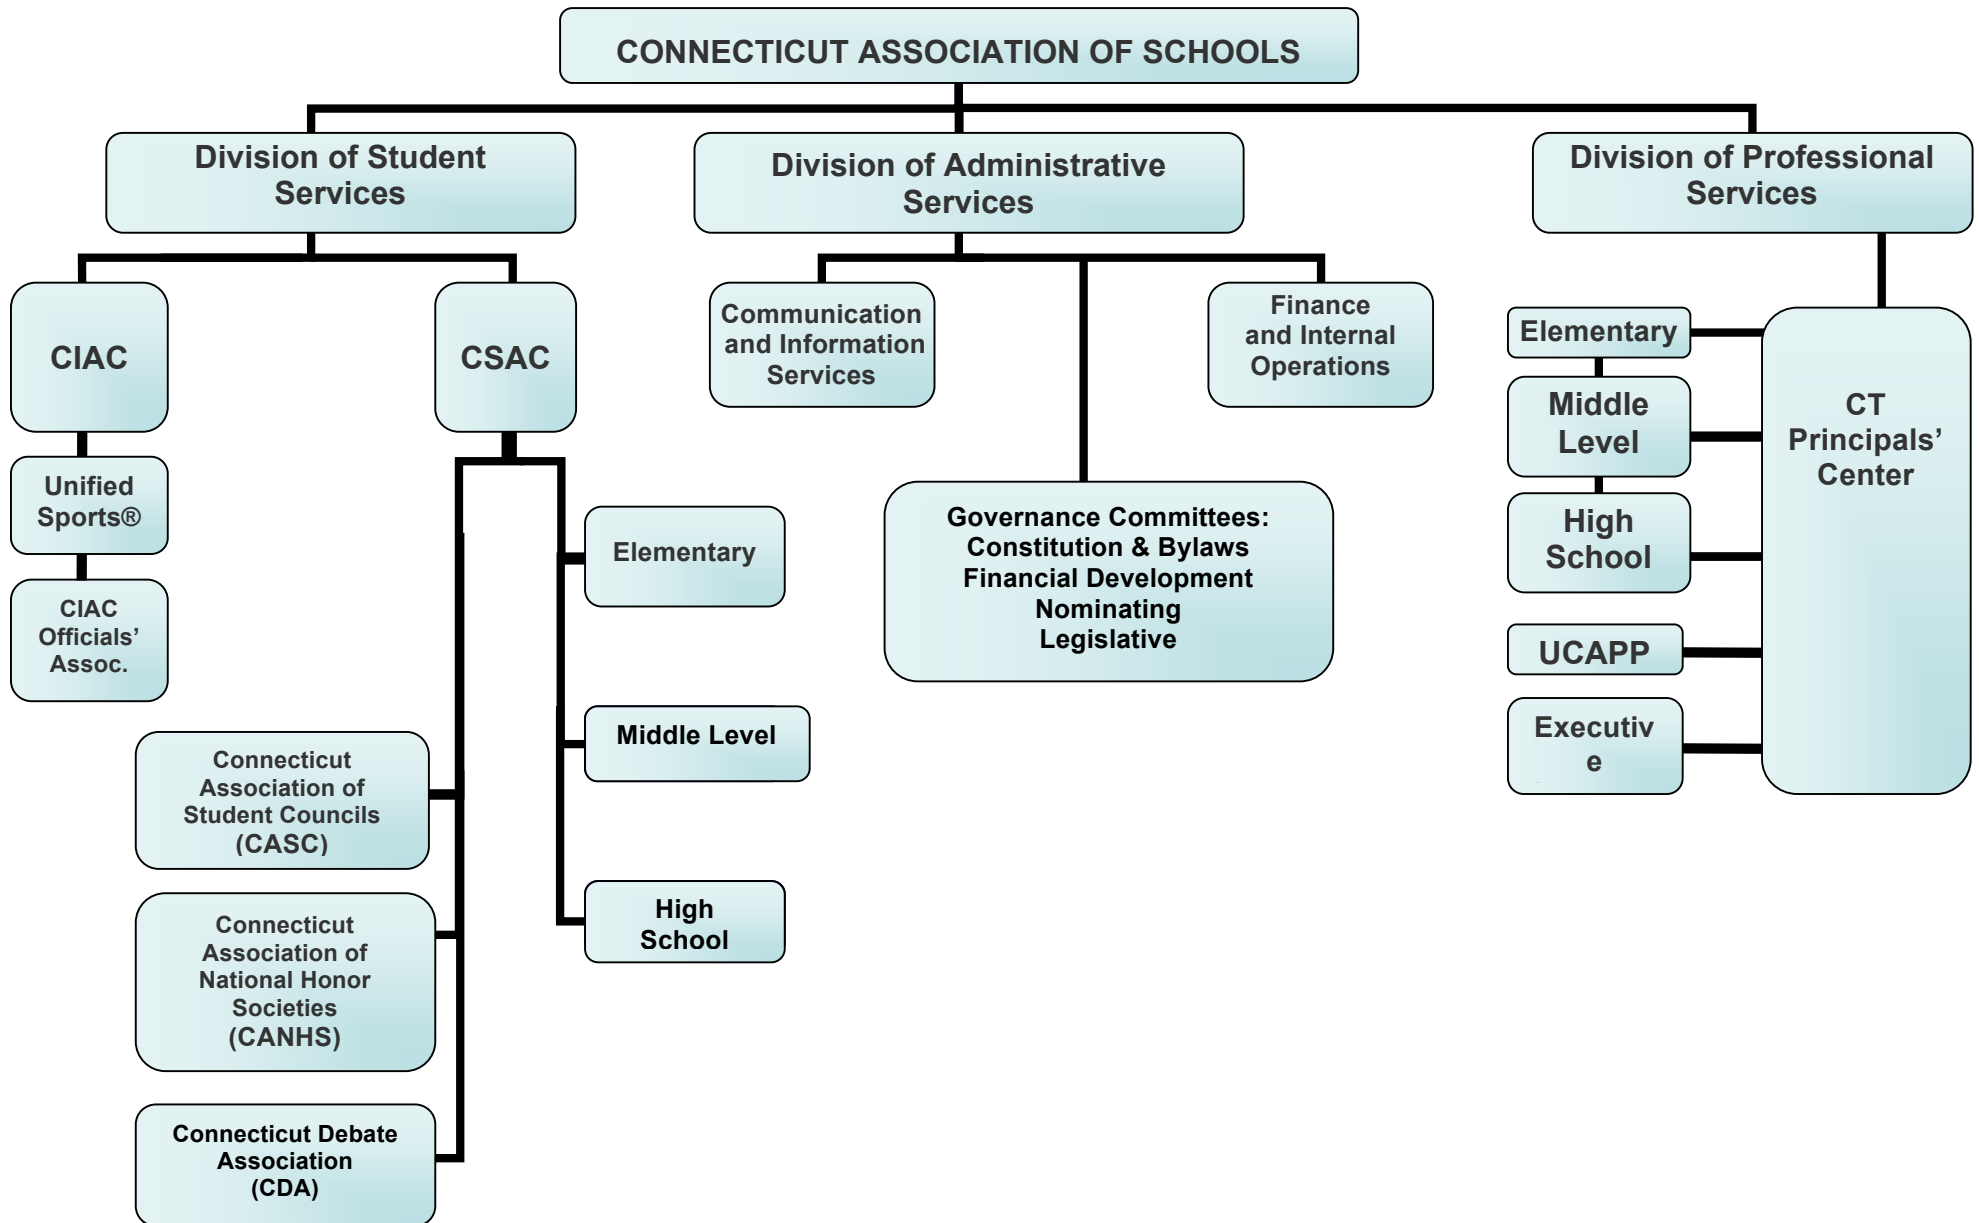 CONNECTICUT ASSOCIATION OF SCHOOLS
Division of Student
Services
Division of Administrative
Services
Division of Professional
Services
CIAC
CSAC
Communication
and Information
Services
Finance
and Internal
Operations
Unified
Sports®
CIAC
Officials’
Assoc.
Elementary
Middle Level
High
School
Connecticut
Association of
Student Councils
(CASC)
Connecticut
Association of
National Honor
Societies
(CANHS)
Connecticut Debate
Association
(CDA)
Governance Committees:
Constitution & Bylaws
Financial Development
Nominating
Legislative
Elementary
Middle
Level
High
School
UCAPP
Executiv
e
CT
Principals’
Center